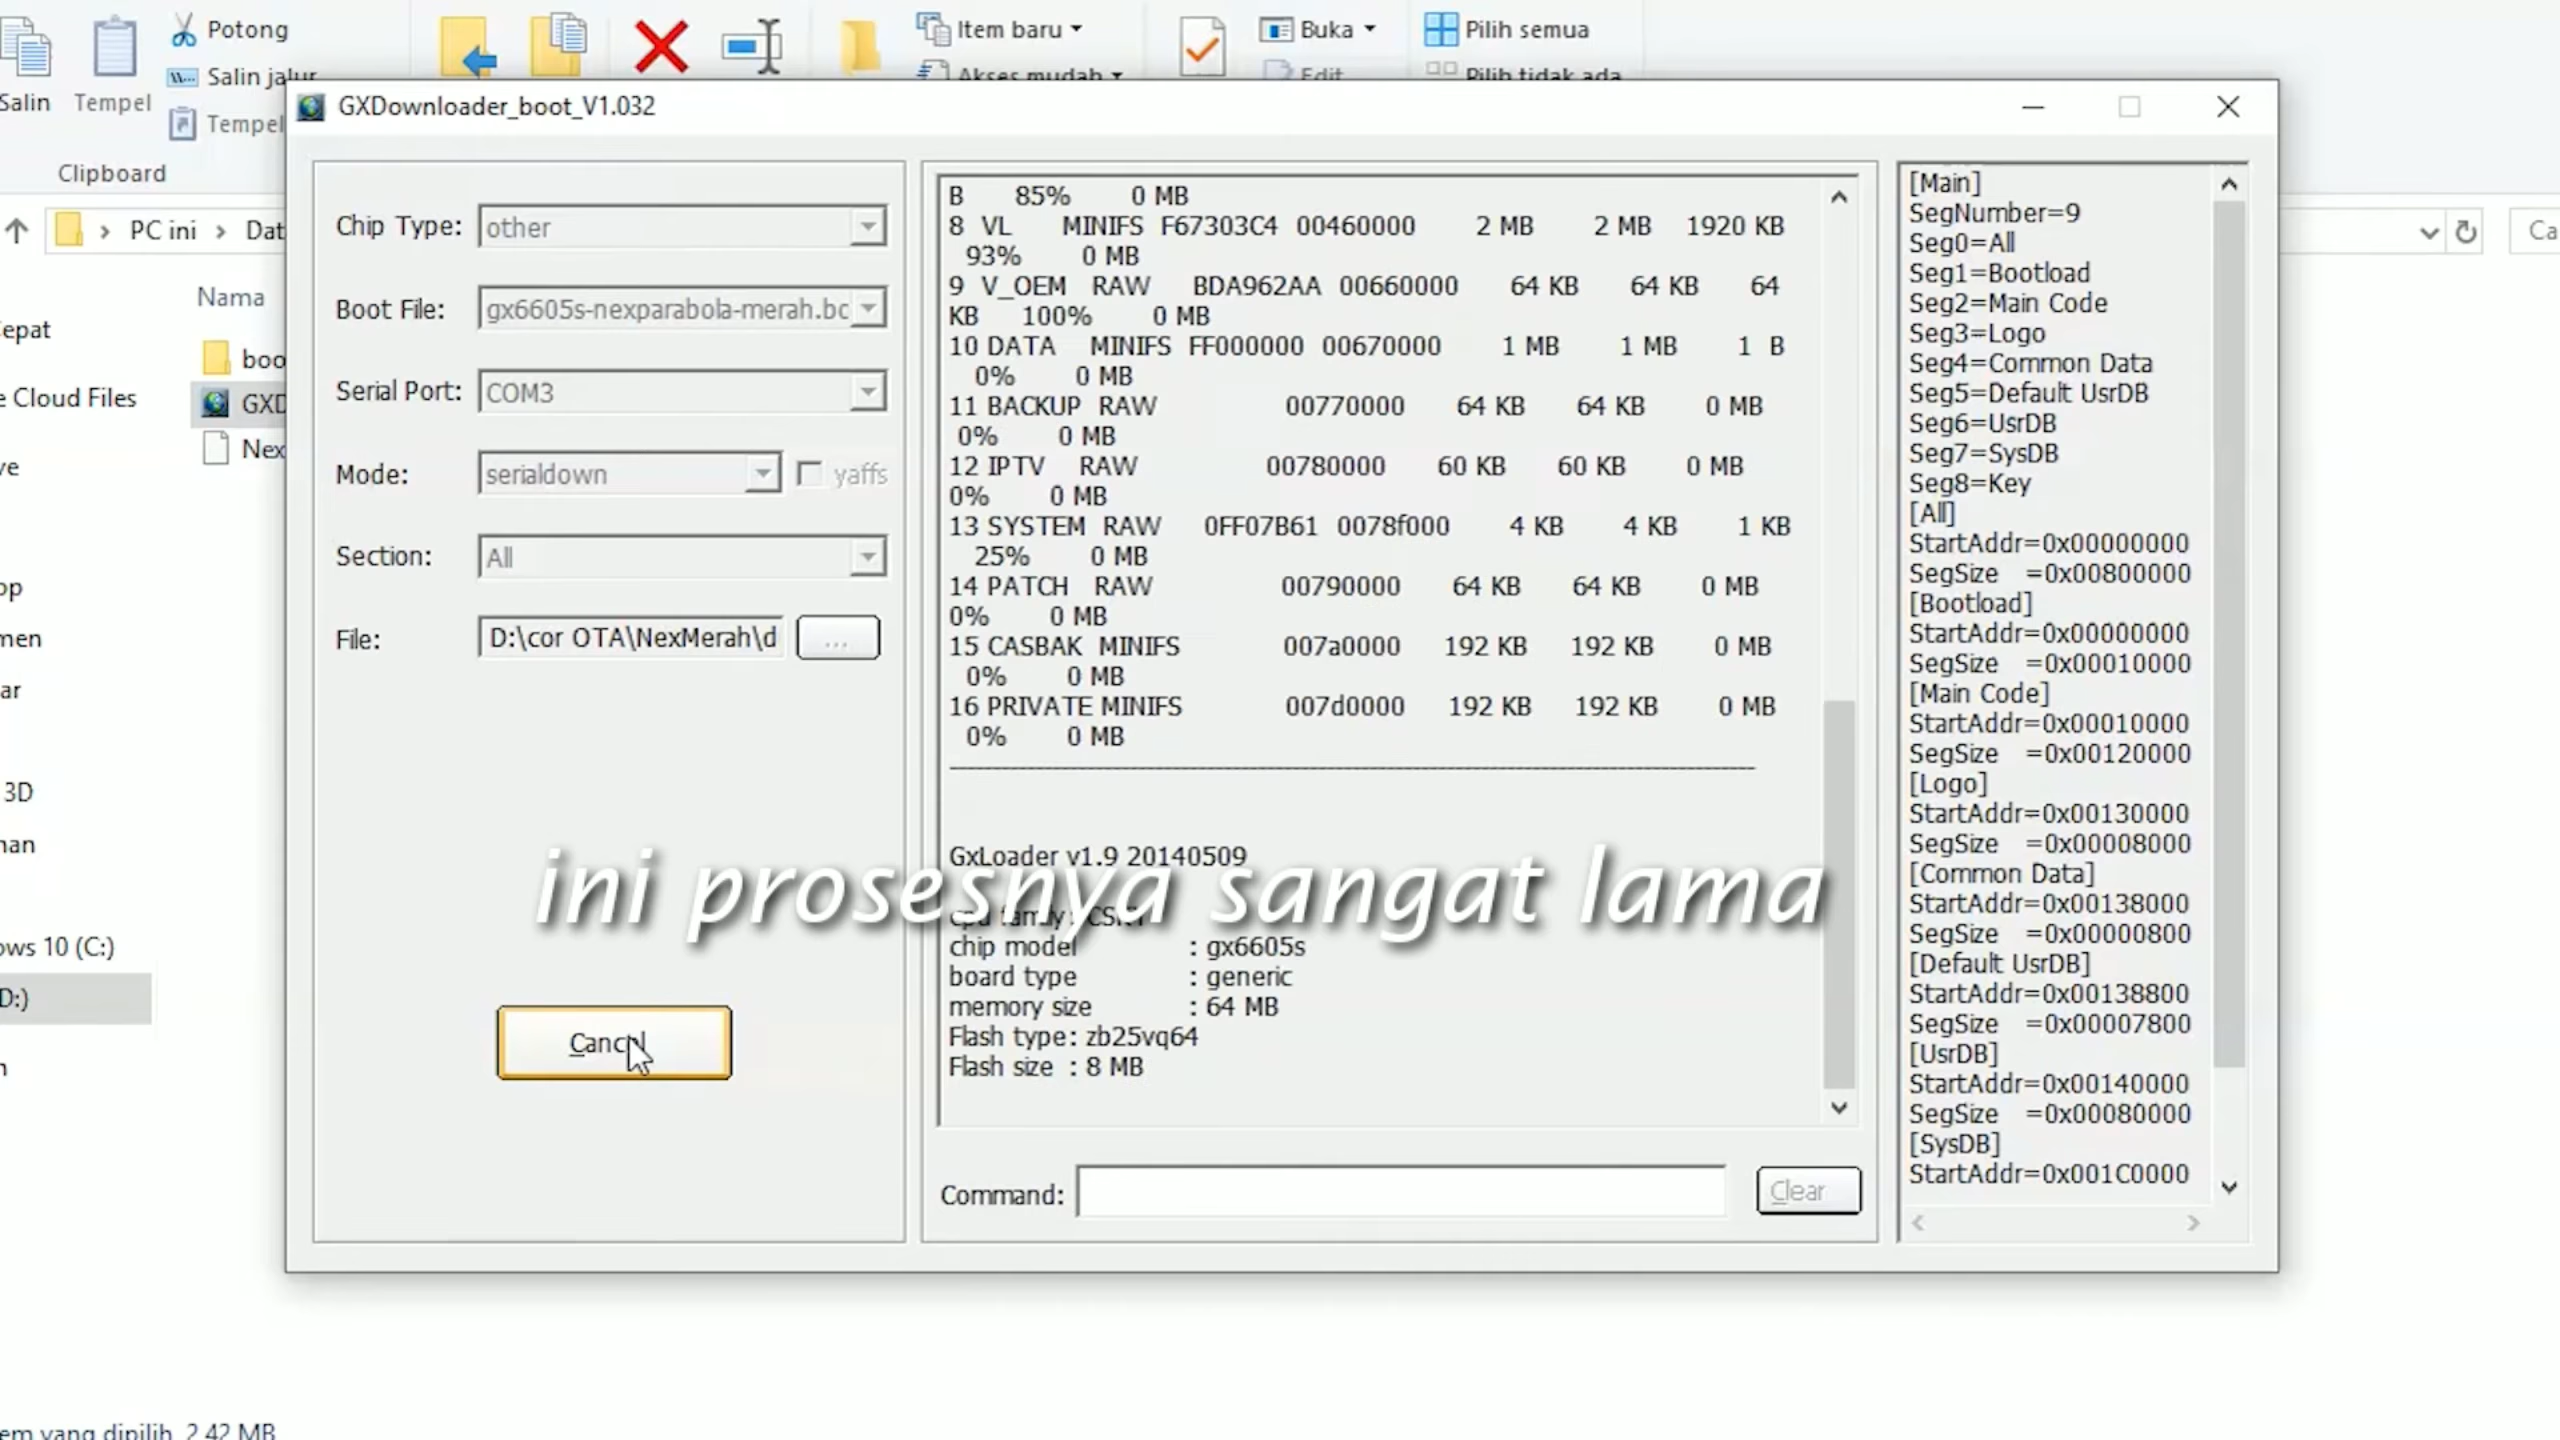 Potong
Salin jalur
Salin
Tempel
Tempel
Clipboard
Item baru
Akses mudah
Buka
Edit
Pilih semua
Pilih tidak ada
PC ini
Dat
Ca
Nama
epat
boo
e Cloud Files
GXD
Nex
ve
op
men
ar
3D
han
ows 10 (C:)
D:)
n
em yang dipilih 2,42 MB
GXDownloader_boot_V1.032
Chip Type: other
Boot File: gx6605s-nexparabola-merah.bc
Serial Port: COM3
Mode: serialdown yaffs
Section: All
File: D:\cor OTA\NexMerah\d ...
Cancel
B 85% 0 MB
8 VL MINIFS F67303C4 00460000 2 MB 2 MB 1920 KB
93% 0 MB
9 V_OEM RAW BDA962AA 00660000 64 KB 64 KB 64
KB 100% 0 MB
10 DATA MINIFS FF000000 00670000 1 MB 1 MB 1 B
0% 0 MB
11 BACKUP RAW 00770000 64 KB 64 KB 0 MB
0% 0 MB
12 IPTV RAW 00780000 60 KB 60 KB 0 MB
0% 0 MB
13 SYSTEM RAW 0FF07B61 0078f000 4 KB 4 KB 1 KB
25% 0 MB
14 PATCH RAW 00790000 64 KB 64 KB 0 MB
0% 0 MB
15 CASBAK MINIFS 007a0000 192 KB 192 KB 0 MB
0% 0 MB
16 PRIVATE MINIFS 007d0000 192 KB 192 KB 0 MB
0% 0 MB
GxLoader v1.9 20140509
ini prosesnya sangat lama
cpu family :
chip model : gx6605s
board type : generic
memory size : 64 MB
Flash type: zb25vq64
Flash size : 8 MB
Command:
Clear
[Main]
SegNumber=9
Seg0=All
Seg1=Bootload
Seg2=Main Code
Seg3=Logo
Seg4=Common Data
Seg5=Default UsrDB
Seg6=UsrDB
Seg7=SysDB
Seg8=Key
[All]
StartAddr=0x00000000
SegSize =0x00800000
[Bootload]
StartAddr=0x00000000
SegSize =0x00010000
[Main Code]
StartAddr=0x00010000
SegSize =0x00120000
[Logo]
StartAddr=0x00130000
SegSize =0x00008000
[Common Data]
StartAddr=0x00138000
SegSize =0x00000800
[Default UsrDB]
StartAddr=0x00138800
SegSize =0x00007800
[UsrDB]
StartAddr=0x00140000
SegSize =0x00080000
[SysDB]
StartAddr=0x001C0000